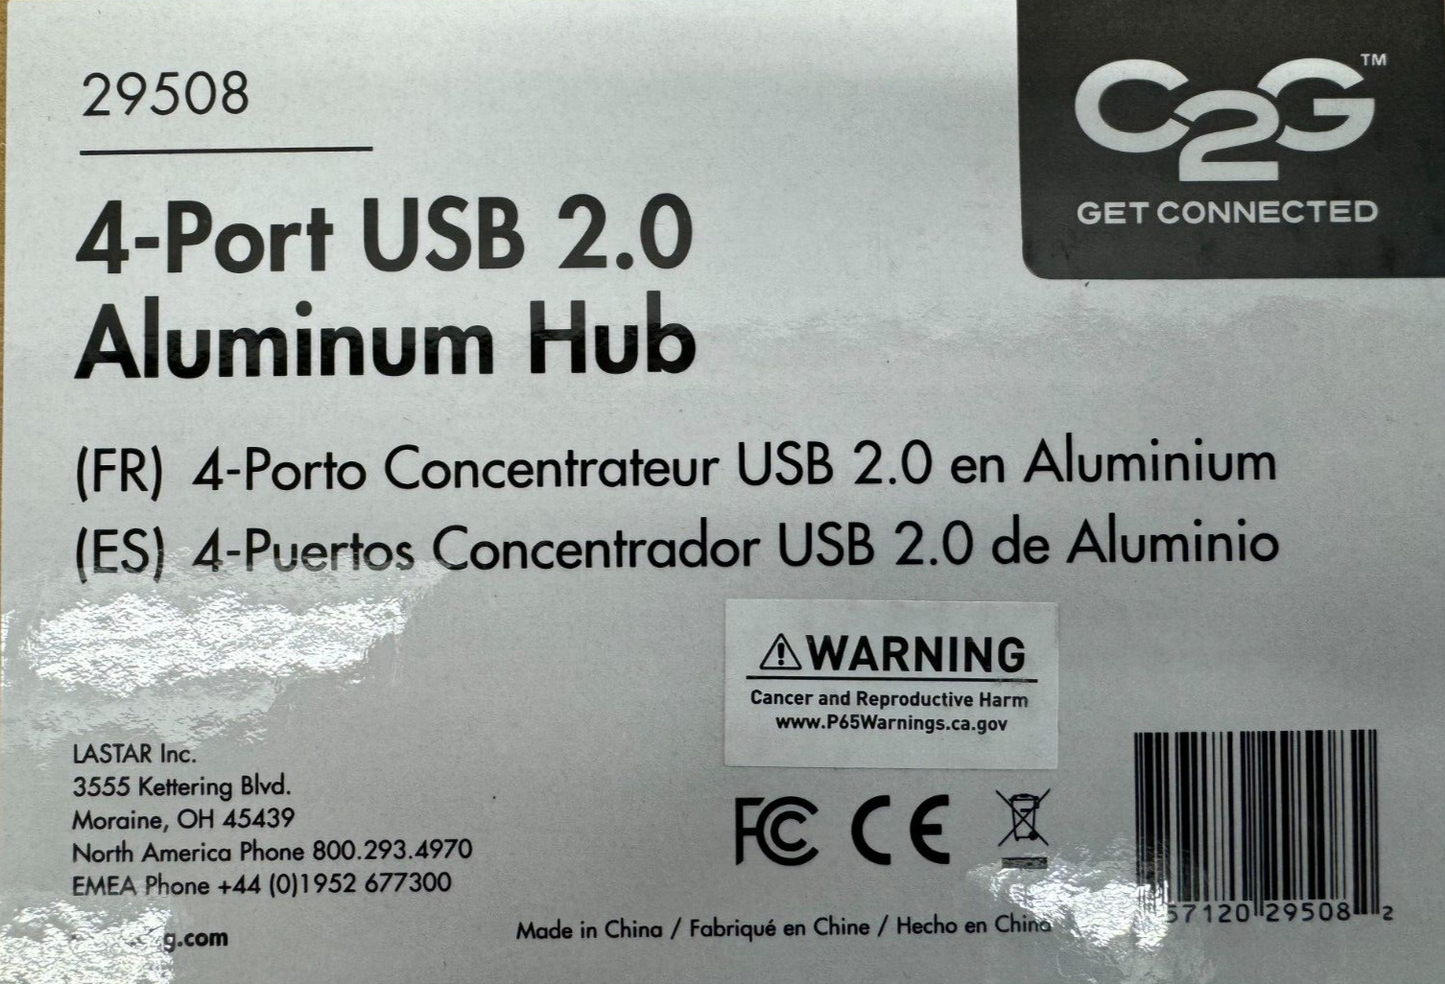 29508
C2G™
GET CONNECTED
4-Port USB 2.0
Aluminum Hub
(FR) 4-Porto Concentrateur USB 2.0 en Aluminium
(ES) 4-Puertos Concentrador USB 2.0 de Aluminio
⚠WARNING
Cancer and Reproductive Harm
www.P65Warnings.ca.gov
LASTAR Inc.
3555 Kettering Blvd.
Moraine, OH 45439
North America Phone 800.293.4970
EMEA Phone +44 (0)1952 677300
g.com
FC CE
Made in China / Fabriqué en Chine / Hecho en China
57120 29508 2